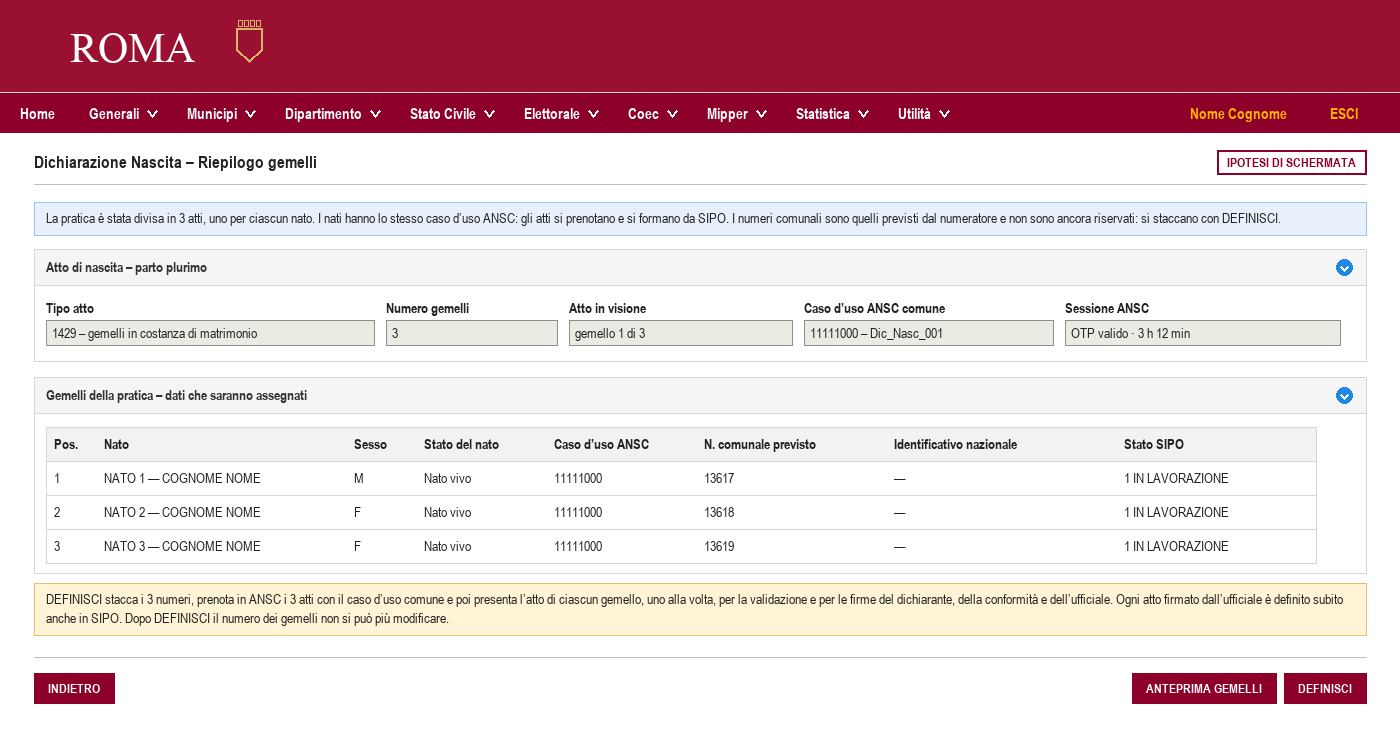 ROMA
Home Generali Municipi Dipartimento Stato Civile Elettorale Coec Mipper Statistica Utilità Nome Cognome ESCI
Dichiarazione Nascita – Riepilogo gemelli IPOTESI DI SCHERMATA
La pratica è stata divisa in 3 atti, uno per ciascun nato. I nati hanno lo stesso caso d’uso ANSC: gli atti si prenotano e si formano da SIPO. I numeri comunali sono quelli previsti dal numeratore e non sono ancora riservati: si staccano con DEFINISCI.
Atto di nascita – parto plurimo
Tipo atto Numero gemelli Atto in visione Caso d’uso ANSC comune Sessione ANSC
1429 – gemelli in costanza di matrimonio 3 gemello 1 di 3 11111000 – Dic_Nasc_001 OTP valido · 3 h 12 min
Gemelli della pratica – dati che saranno assegnati
Pos. Nato Sesso Stato del nato Caso d’uso ANSC N. comunale previsto Identificativo nazionale Stato SIPO
1 NATO 1 — COGNOME NOME M Nato vivo 11111000 13617 — 1 IN LAVORAZIONE
2 NATO 2 — COGNOME NOME F Nato vivo 11111000 13618 — 1 IN LAVORAZIONE
3 NATO 3 — COGNOME NOME F Nato vivo 11111000 13619 — 1 IN LAVORAZIONE
DEFINISCI stacca i 3 numeri, prenota in ANSC i 3 atti con il caso d’uso comune e poi presenta l’atto di ciascun gemello, uno alla volta, per la validazione e per le firme del dichiarante, della conformità e dell’ufficiale. Ogni atto firmato dall’ufficiale è definito subito
anche in SIPO. Dopo DEFINISCI il numero dei gemelli non si può più modificare.
INDIETRO ANTEPRIMA GEMELLI DEFINISCI